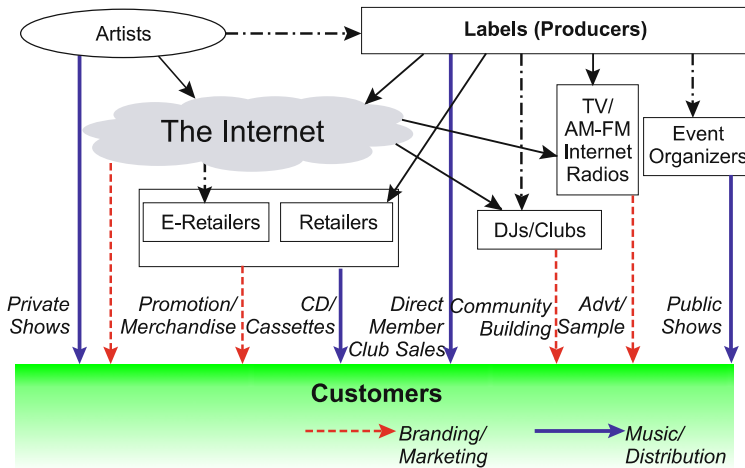 Artists
Labels (Producers)
The Internet
TV/
AM-FM
Internet
Radios
Event
Organizers
E-Retailers
Retailers
DJs/Clubs
Private
Shows
Promotion/
Merchandise
CD/
Cassettes
Direct
Member
Club Sales
Community
Building
Advt/
Sample
Public
Shows
Customers
Branding/
Marketing
Music/
Distribution